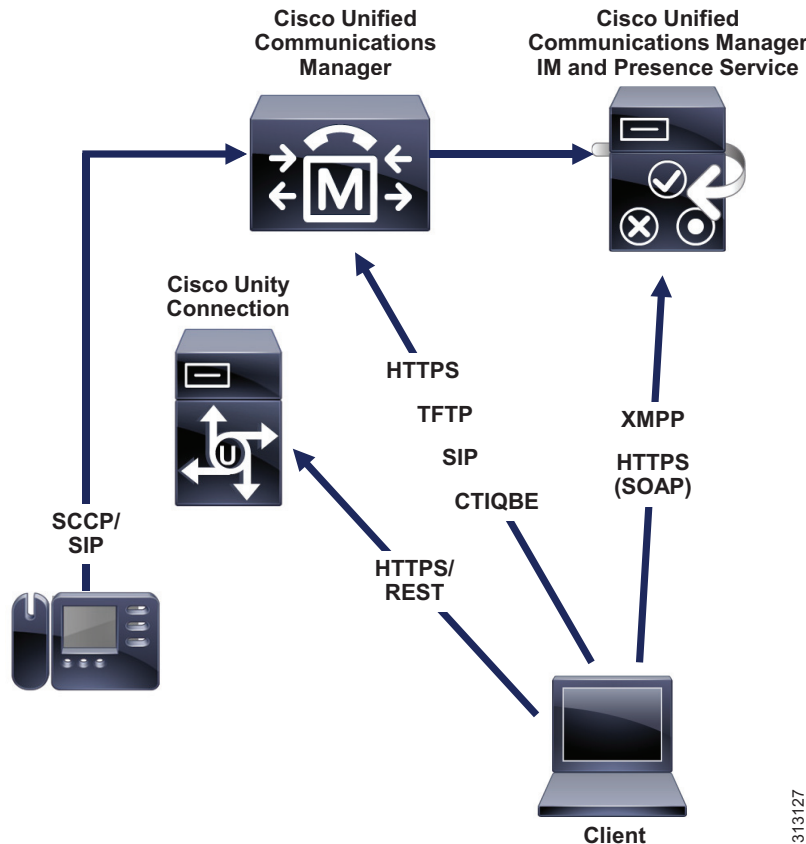 Cisco Unified
Communications
Manager
Cisco Unified
Communications Manager
IM and Presence Service
M
Cisco Unity
Connection
U
HTTPS
TFTP
SIP
CTIQBE
XMPP
HTTPS
(SOAP)
SCCP/
SIP
HTTPS/
REST
Client
313127